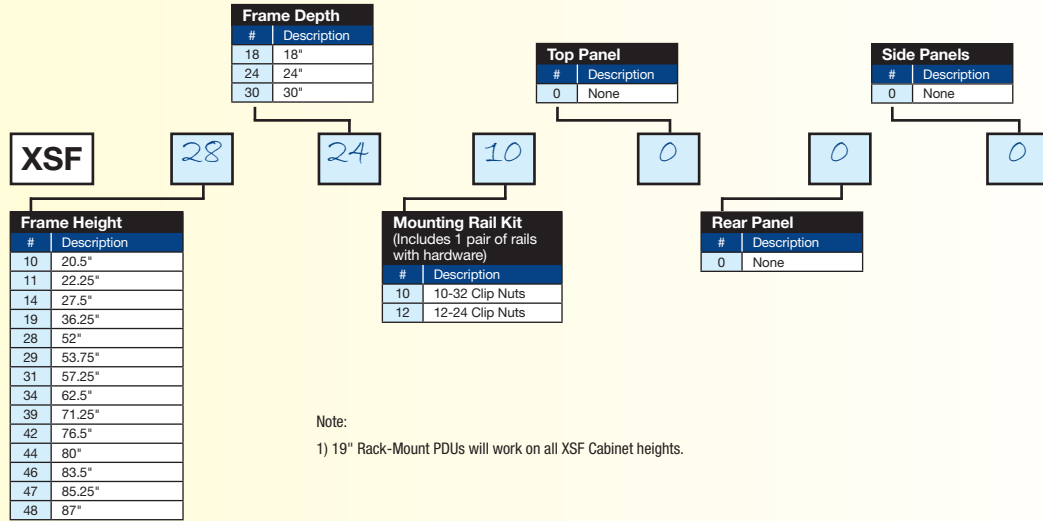 Frame Depth
# Description
18 18"
24 24"
30 30"
Top Panel
# Description
0 None
Side Panels
# Description
0 None
XSF 28 24 10 0 0 0
Frame Height
# Description
10 20.5"
11 22.25"
14 27.5"
19 36.25"
28 52"
29 53.75"
31 57.25"
34 62.5"
39 71.25"
42 76.5"
44 80"
46 83.5"
47 85.25"
48 87"
Mounting Rail Kit
(Includes 1 pair of rails
with hardware)
# Description
10 10-32 Clip Nuts
12 12-24 Clip Nuts
Rear Panel
# Description
0 None
Note:
1) 19" Rack-Mount PDUs will work on all XSF Cabinet heights.